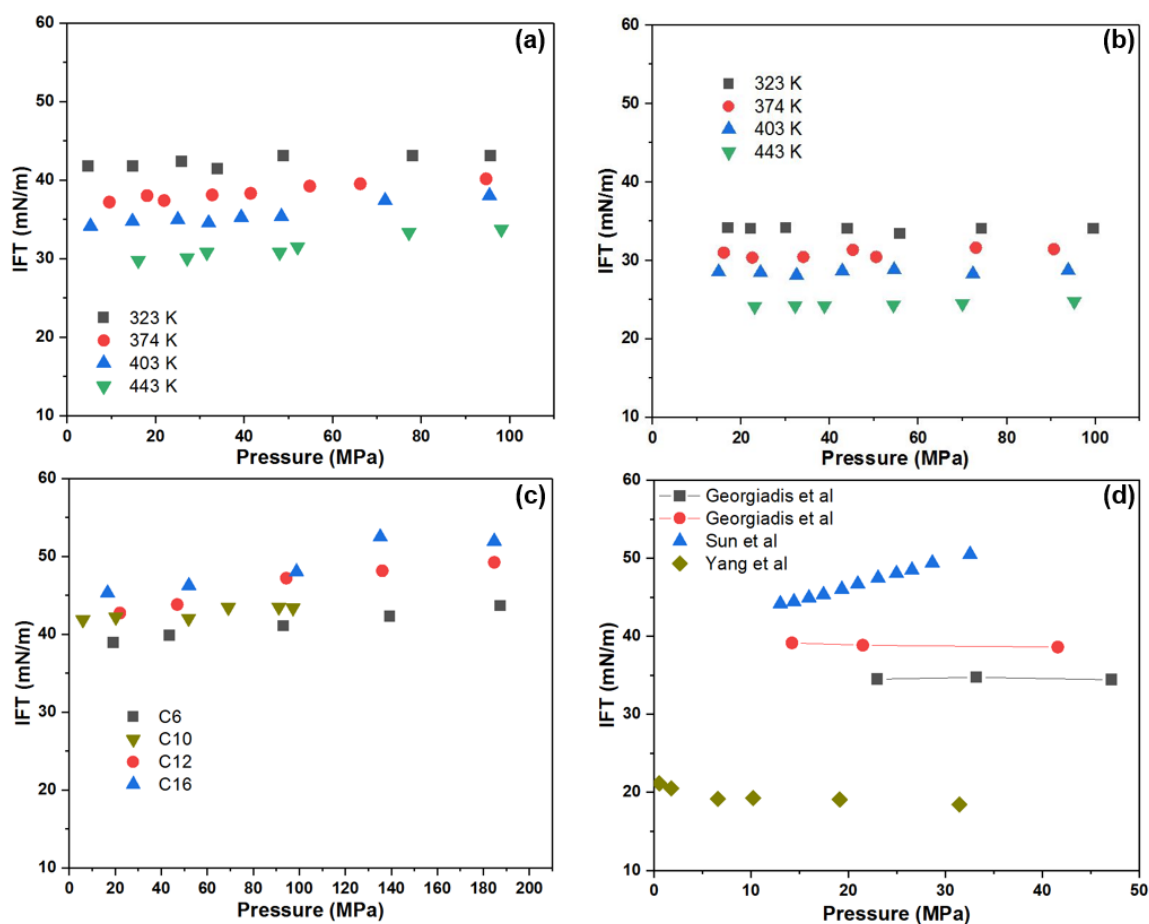 (a)
60
50
40
30
20
10
IFT (mN/m)
323 K
374 K
403 K
443 K
0 20 40 60 80 100
Pressure (MPa)
(b)
60
50
40
30
20
10
IFT (mN/m)
323 K
374 K
403 K
443 K
0 20 40 60 80 100
Pressure (MPa)
(c)
60
50
40
30
20
10
IFT (mN/m)
C6
C10
C12
C16
0 20 40 60 80 100 120 140 160 180 200
Pressure (MPa)
(d)
60
50
40
30
20
10
IFT (mN/m)
Georgiadis et al
Georgiadis et al
Sun et al
Yang et al
0 10 20 30 40 50
Pressure (MPa)